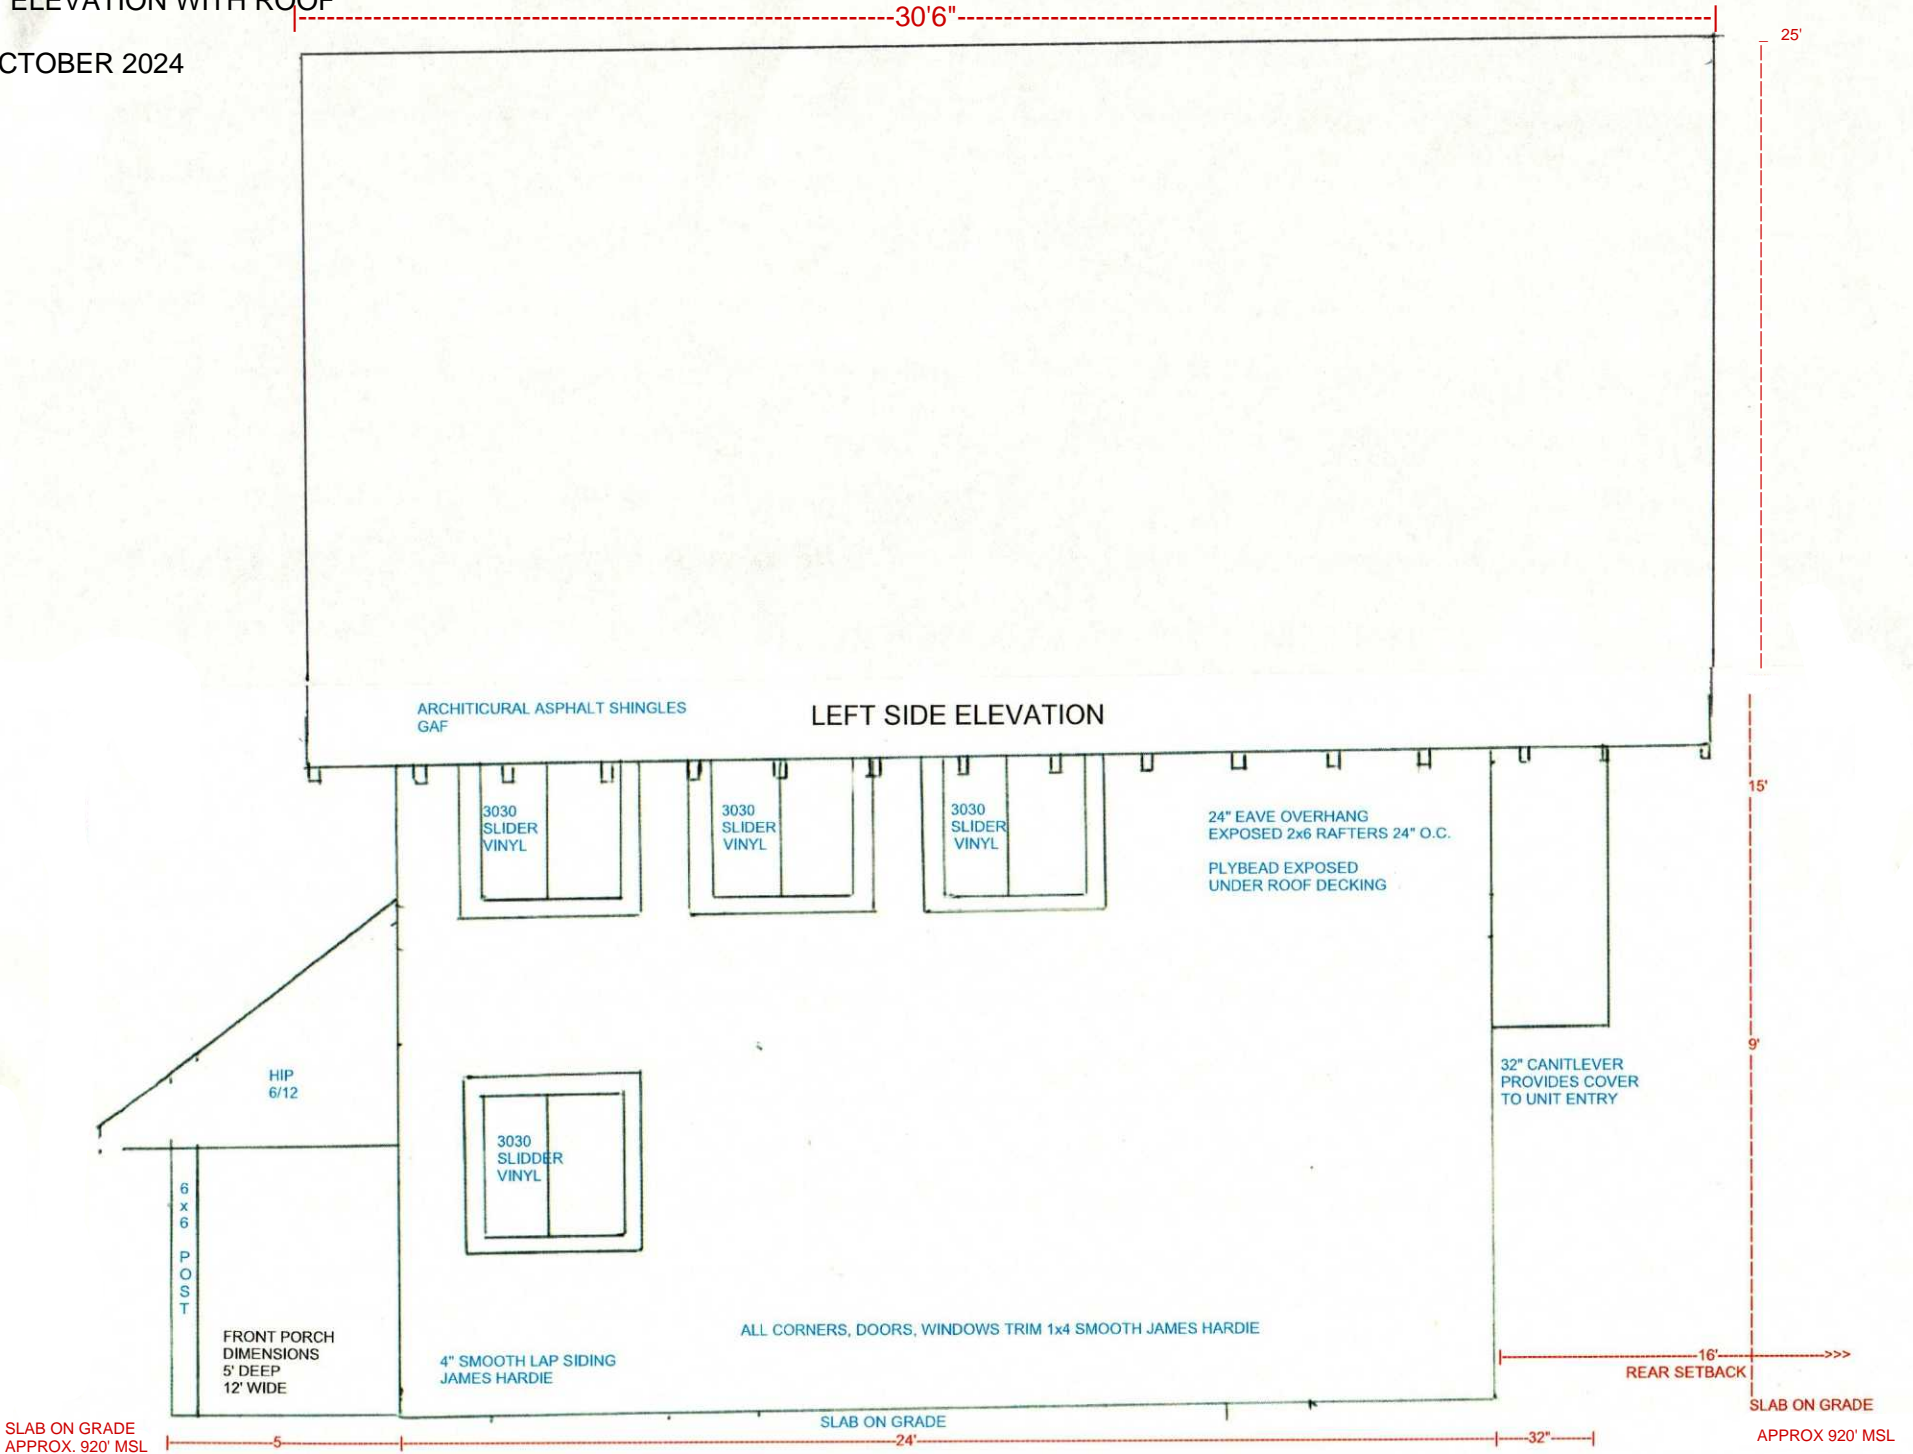 ELEVATION WITH ROOF
30'6"
25'
CTOBER 2024
ARCHITICURAL ASPHALT SHINGLES
GAF
LEFT SIDE ELEVATION
3030
SLIDER
VINYL
3030
SLIDER
VINYL
3030
SLIDER
VINYL
24" EAVE OVERHANG
EXPOSED 2x6 RAFTERS 24" O.C.
PLYBEAD EXPOSED
UNDER ROOF DECKING
15'
9'
HIP
6/12
32" CANITLEVER
PROVIDES COVER
TO UNIT ENTRY
3030
SLIDDER
VINYL
6x6 POST
FRONT PORCH
DIMENSIONS
5' DEEP
12' WIDE
4" SMOOTH LAP SIDING
JAMES HARDIE
ALL CORNERS, DOORS, WINDOWS TRIM 1x4 SMOOTH JAMES HARDIE
16' >>>
REAR SETBACK
SLAB ON GRADE
APPROX. 920' MSL
SLAB ON GRADE
SLAB ON GRADE
APPROX 920' MSL
5
24'
32"